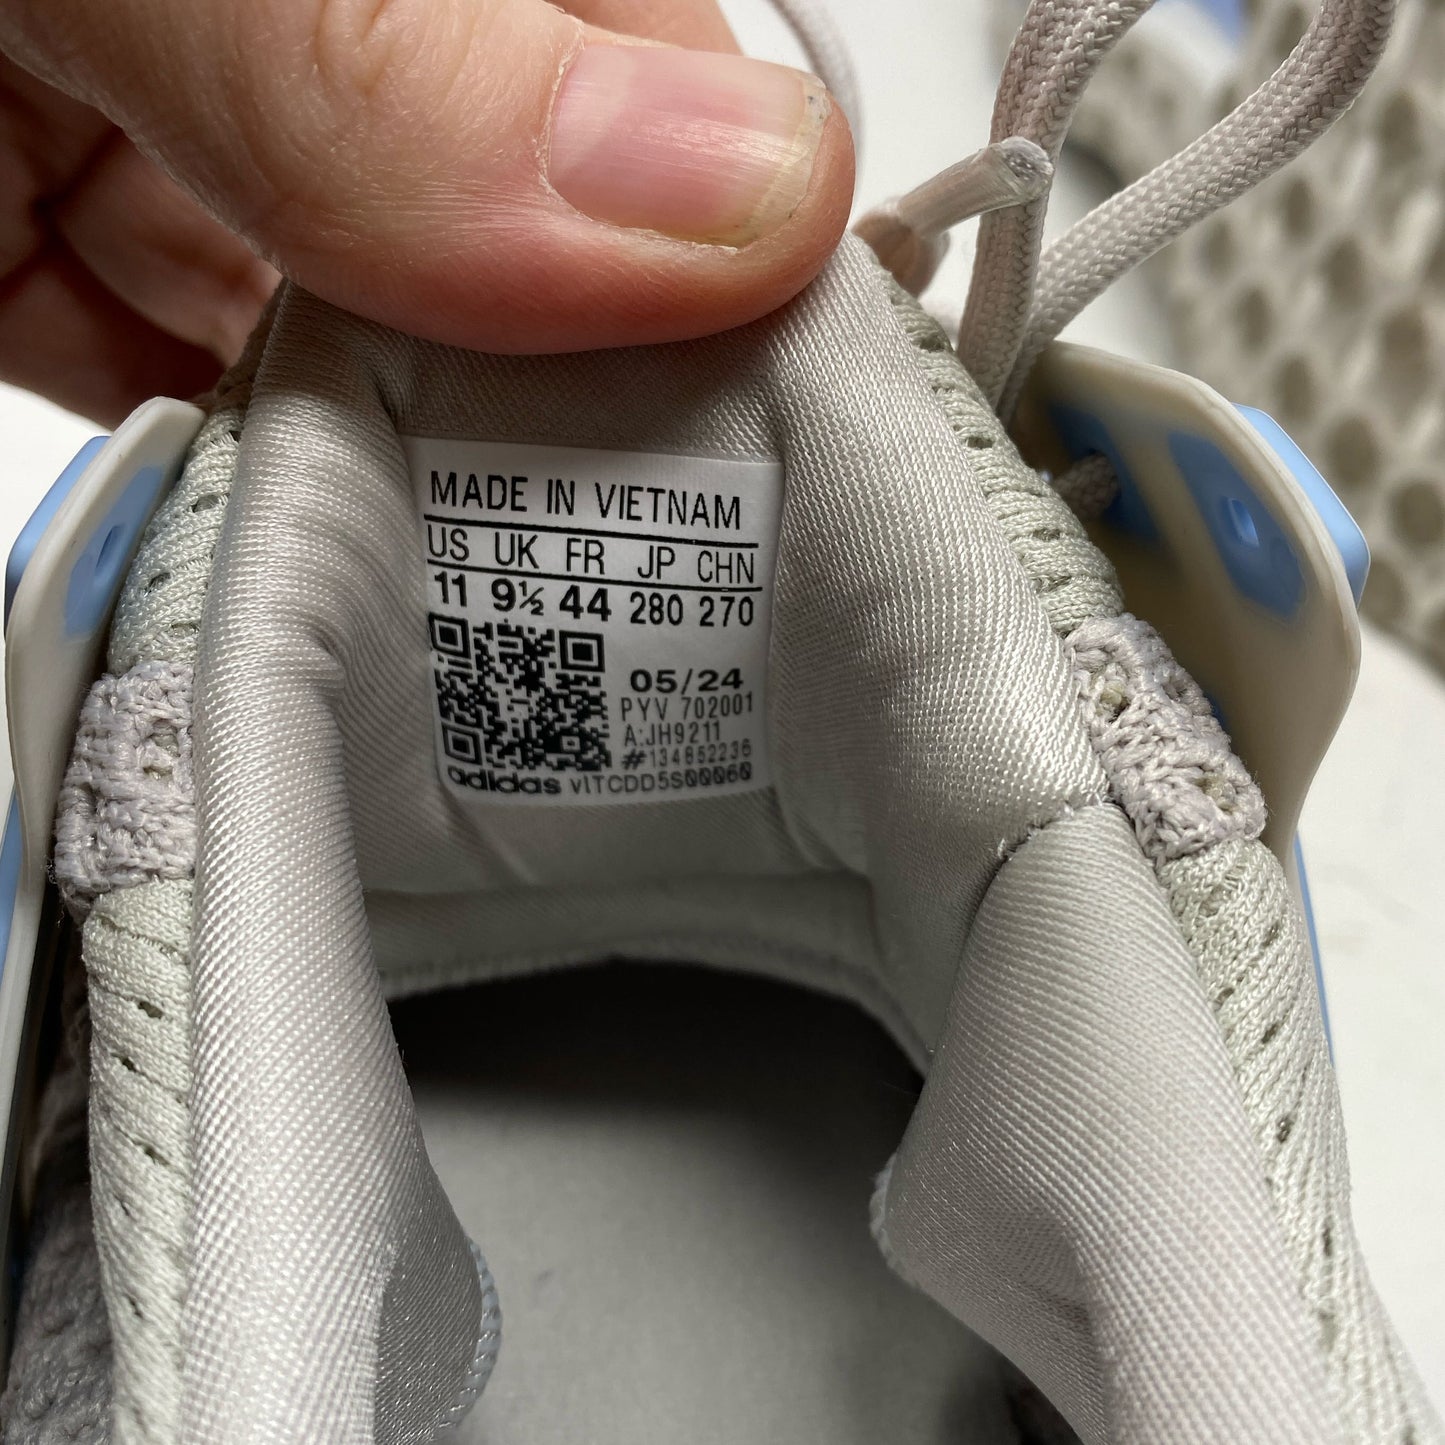 MADE IN VIETNAM
US UK FR JP CHN
11 9½ 44 280 270
05/24
PYV 702001
A:JH9211
#134852236
adidas vITCDD5S00060